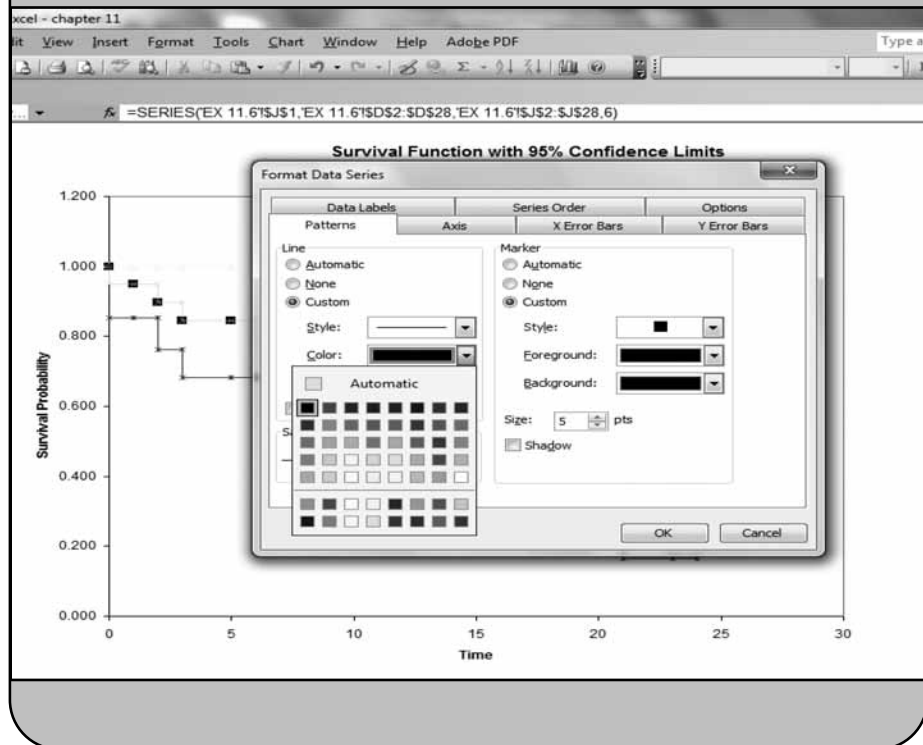 xcel - chapter 11
it View Insert Format Tools Chart Window Help Adobe PDF
Type a
... fx =SERIES('EX 11.6'!$J$1,'EX 11.6'!$D$2:$D$28,'EX 11.6'!$J$2:$J$28,6)
Survival Function with 95% Confidence Limits
Format Data Series
Data Labels Series Order Options
Patterns Axis X Error Bars Y Error Bars
Line
Automatic
None
Custom
Style:
Color:
Automatic
Marker
Automatic
None
Custom
Style:
Foreground:
Background:
Size: 5 pts
Shadow
OK Cancel
1.200
1.000
0.800
0.600
0.400
0.200
0.000
Survival Probability
0 5 10 15 20 25 30
Time